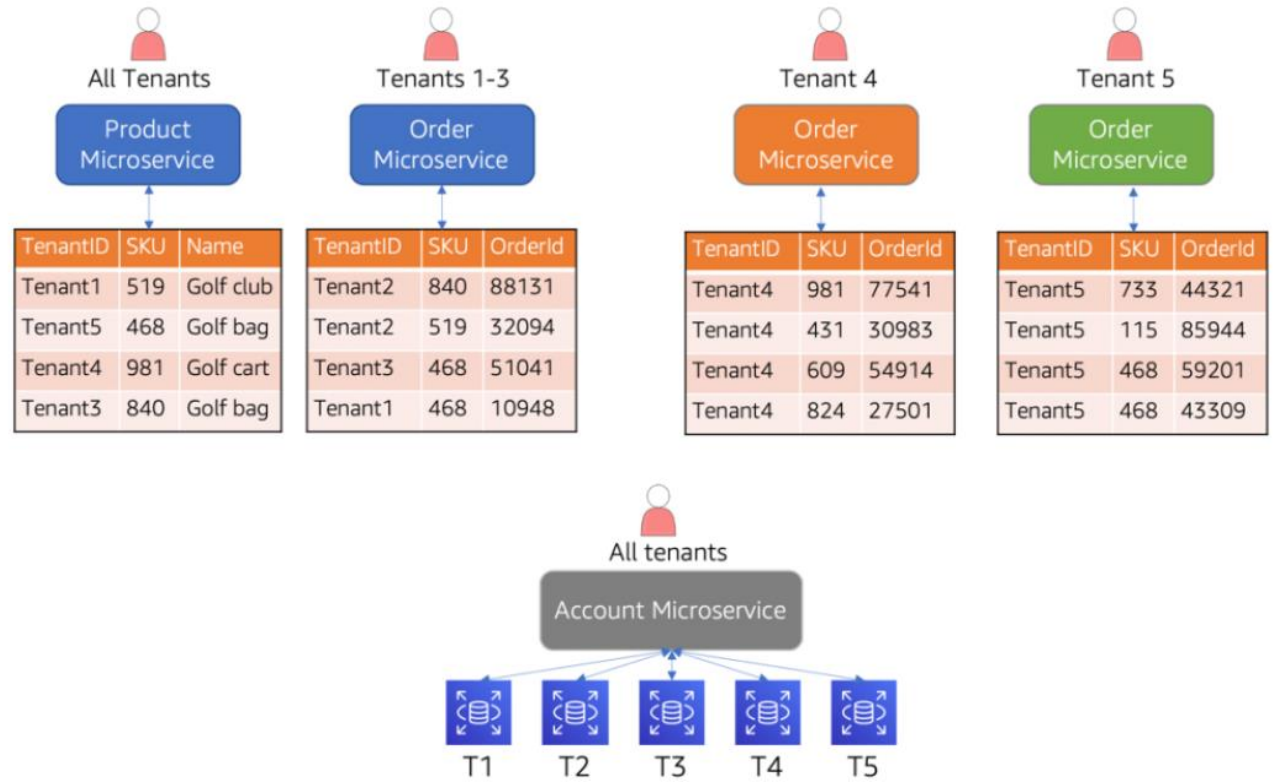 All Tenants
Product
Microservice
TenantID SKU Name
Tenant1 519 Golf club
Tenant5 468 Golf bag
Tenant4 981 Golf cart
Tenant3 840 Golf bag
Tenants 1-3
Order
Microservice
TenantID SKU OrderId
Tenant2 840 88131
Tenant2 519 32094
Tenant3 468 51041
Tenant1 468 10948
Tenant 4
Order
Microservice
TenantID SKU OrderId
Tenant4 981 77541
Tenant4 431 30983
Tenant4 609 54914
Tenant4 824 27501
Tenant 5
Order
Microservice
TenantID SKU OrderId
Tenant5 733 44321
Tenant5 115 85944
Tenant5 468 59201
Tenant5 468 43309
All tenants
Account Microservice
T1 T2 T3 T4 T5